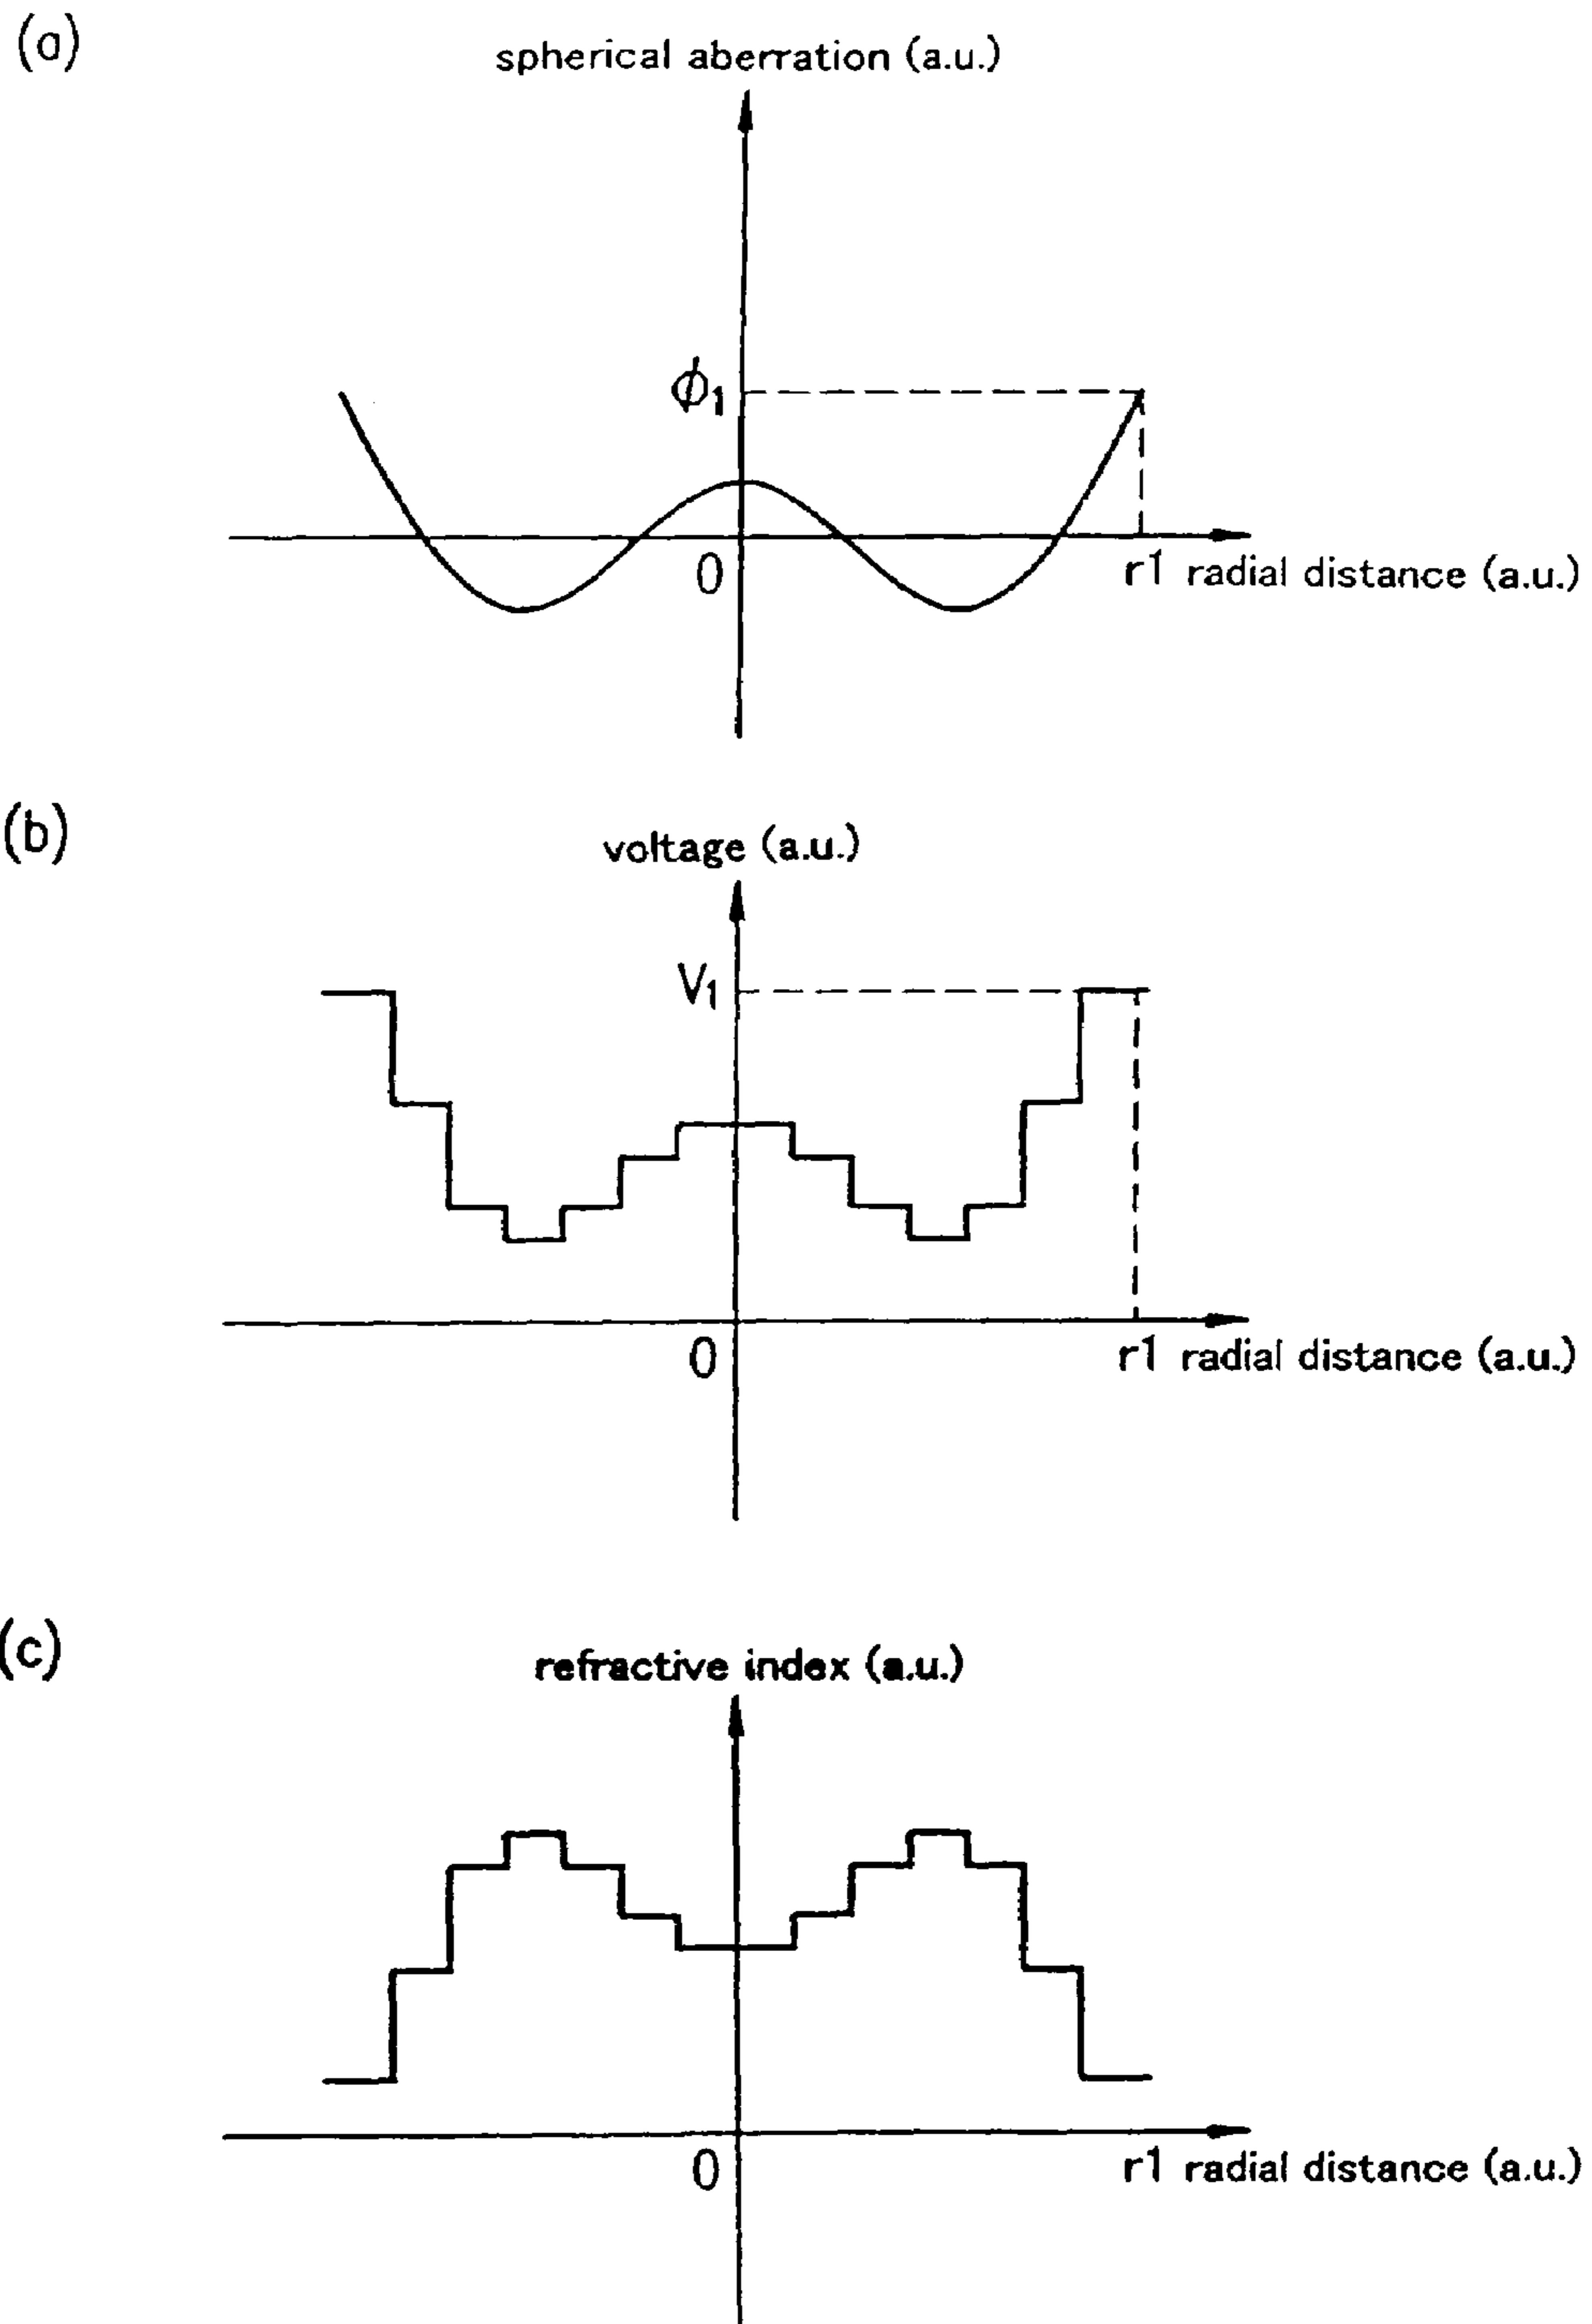 (a)
spherical aberration (a.u.)
ϕ1
0
r1 radial distance (a.u.)
(b)
voltage (a.u.)
V1
0
r1 radial distance (a.u.)
(c)
refractive index (a.u.)
0
r1 radial distance (a.u.)